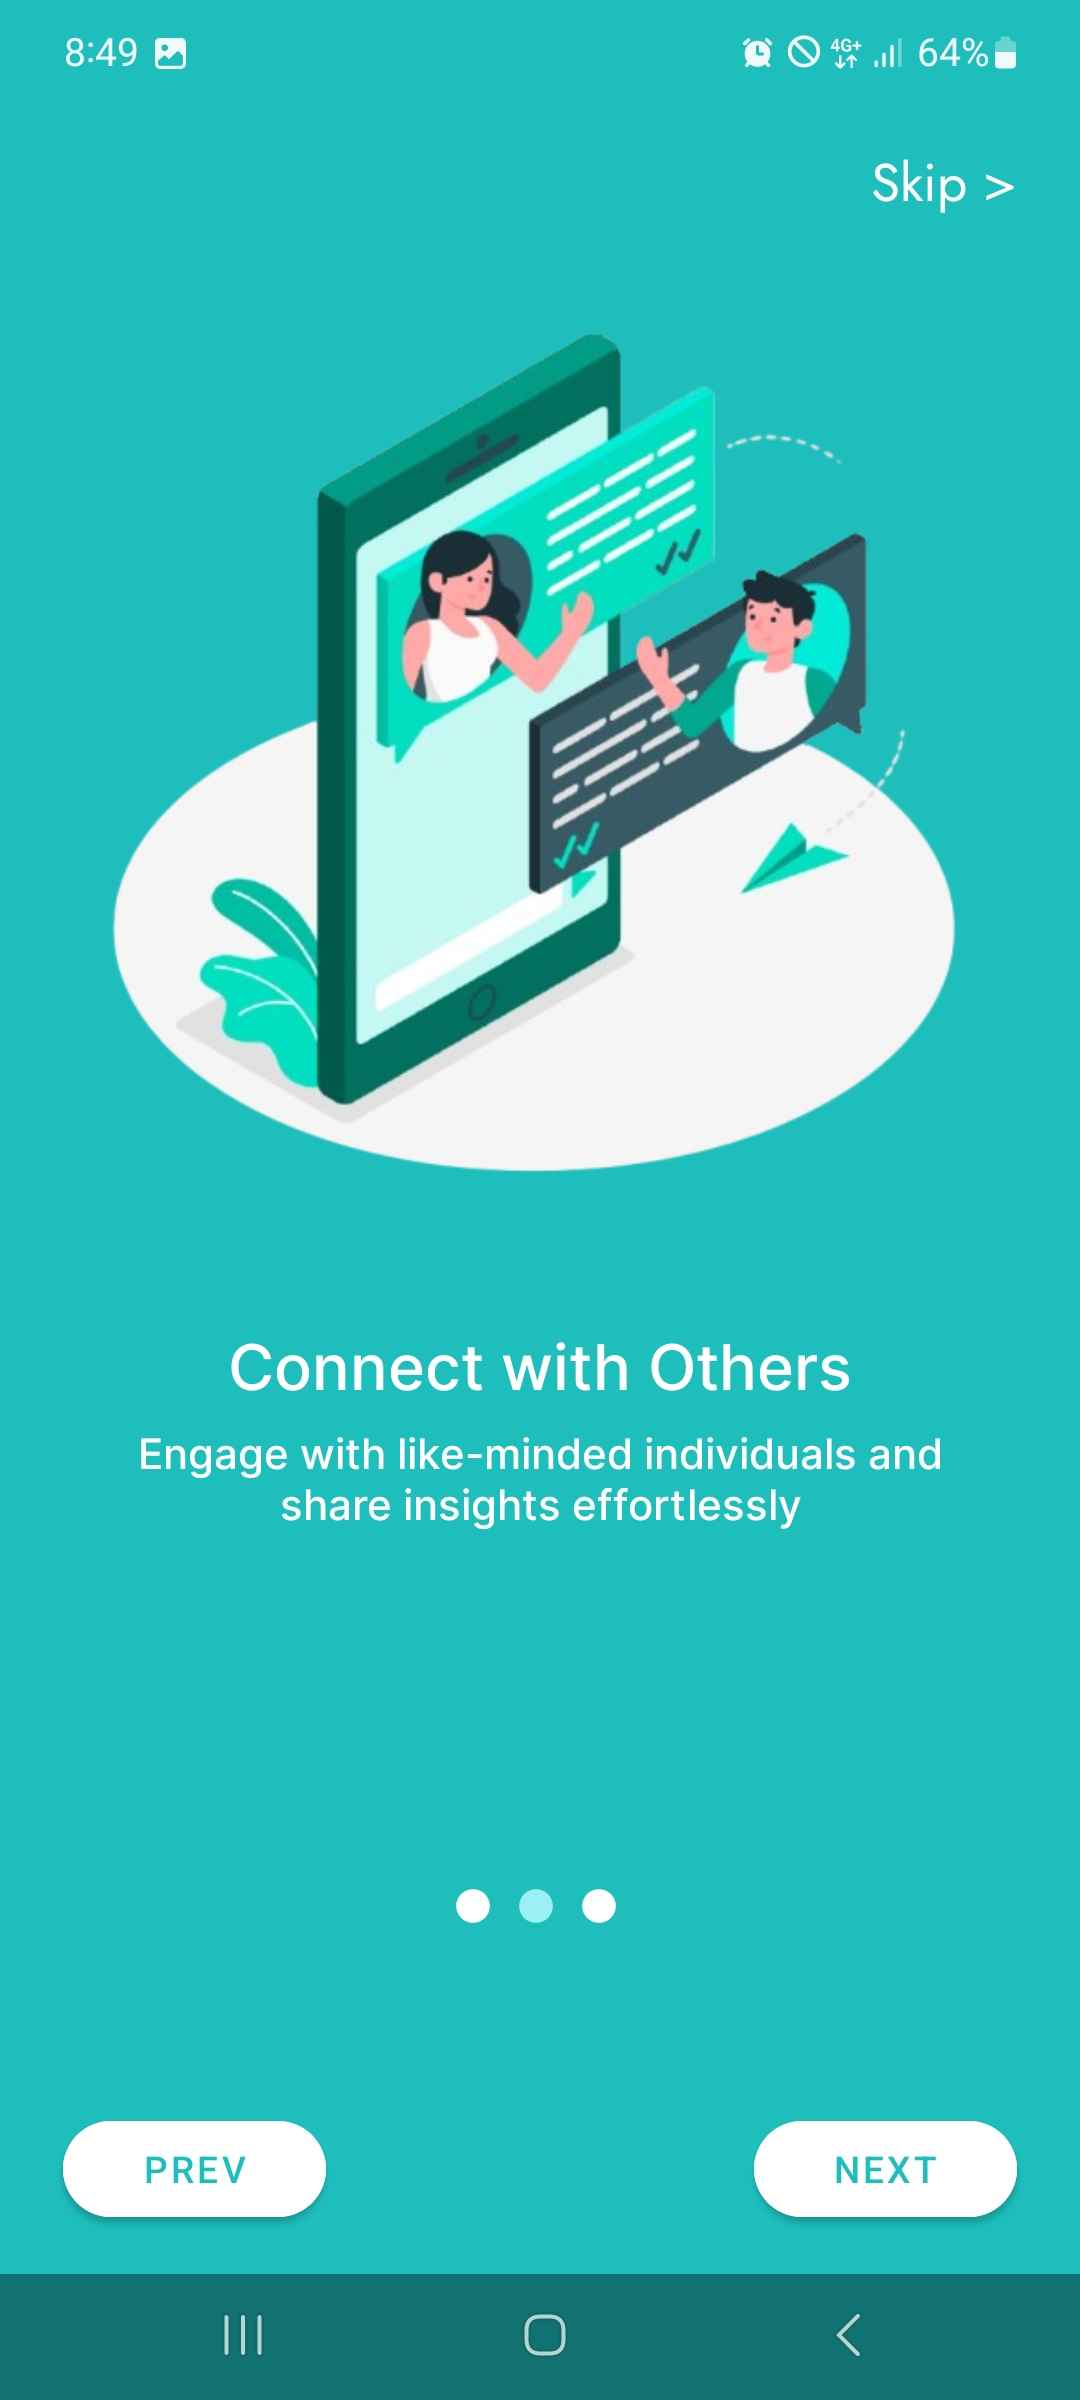 8:49
4G+ 64%
Skip >
Connect with Others
Engage with like-minded individuals and
share insights effortlessly
PREV NEXT